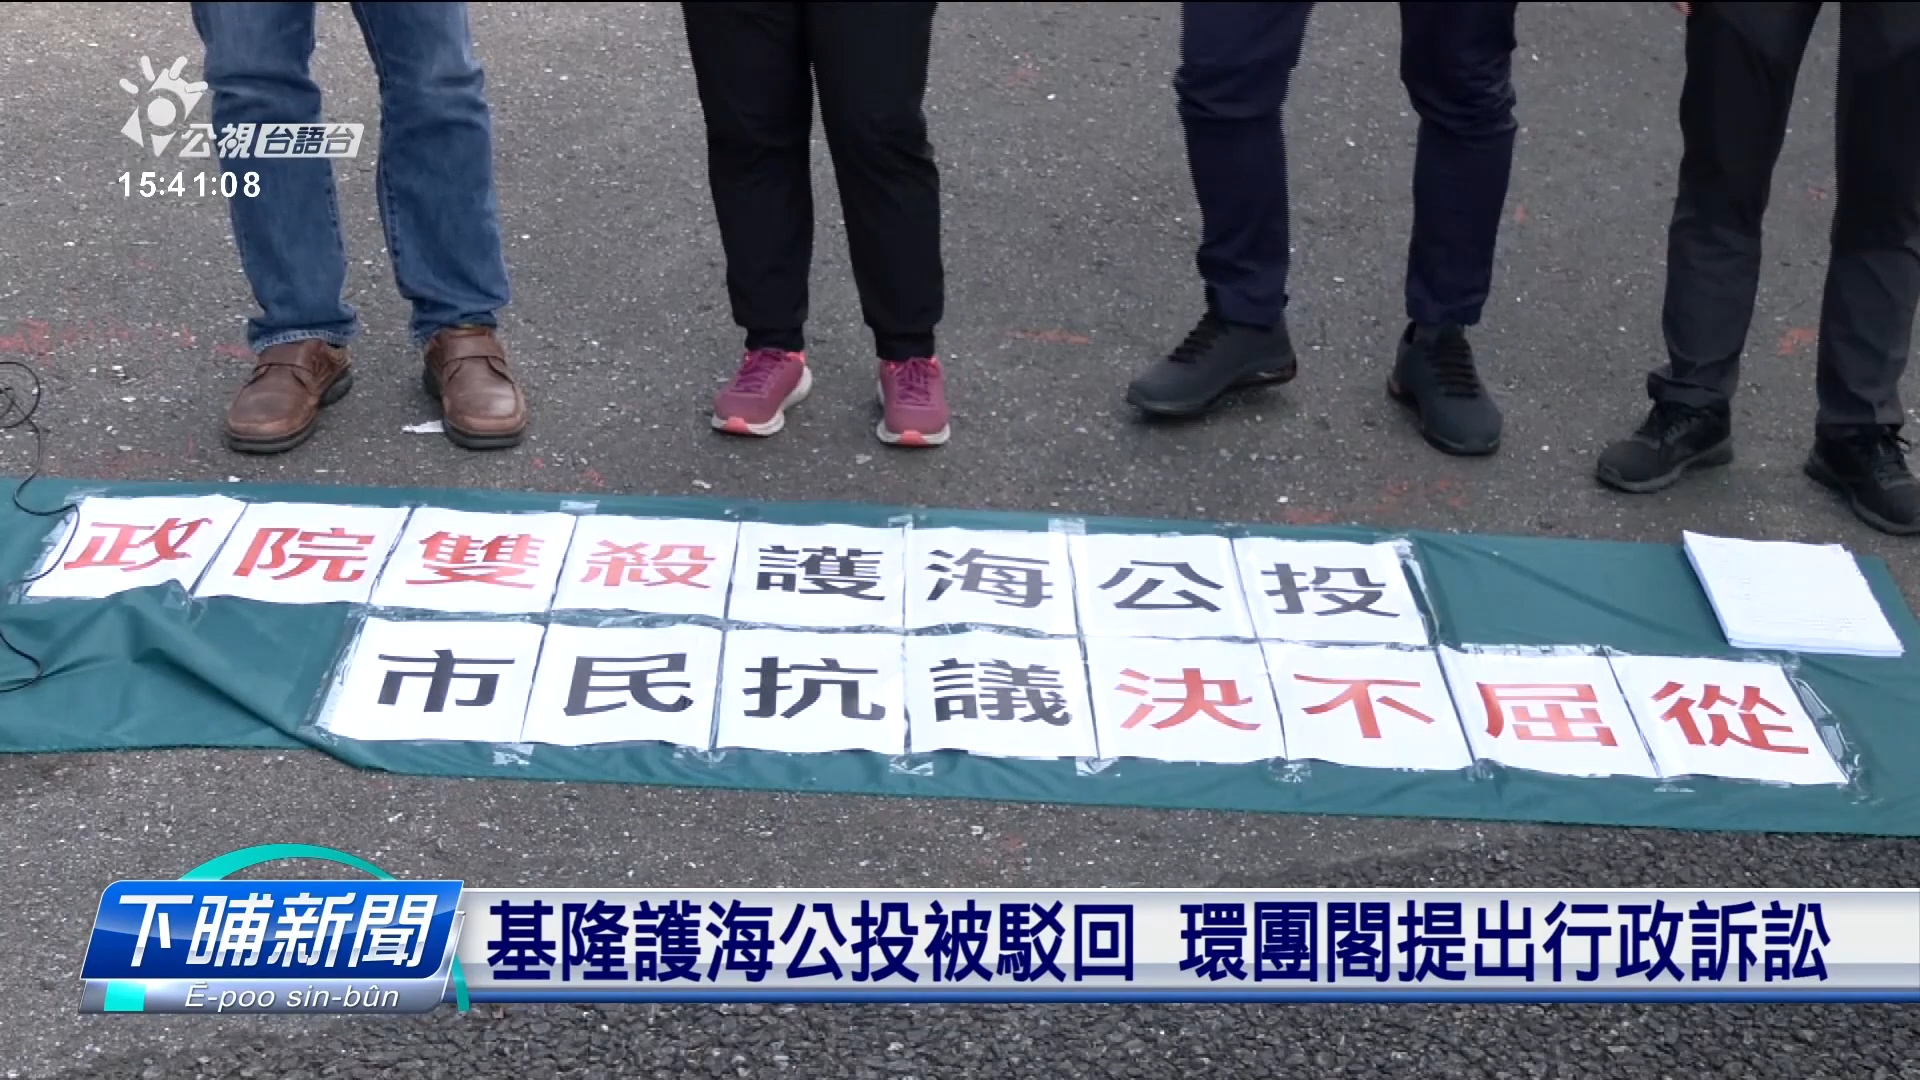 公視台語台
15:41:08
政院雙殺護海公投
市民抗議決不屈從
下晡新聞
Ē-poo sin-bûn
基隆護海公投被駁回 環團閣提出行政訴訟